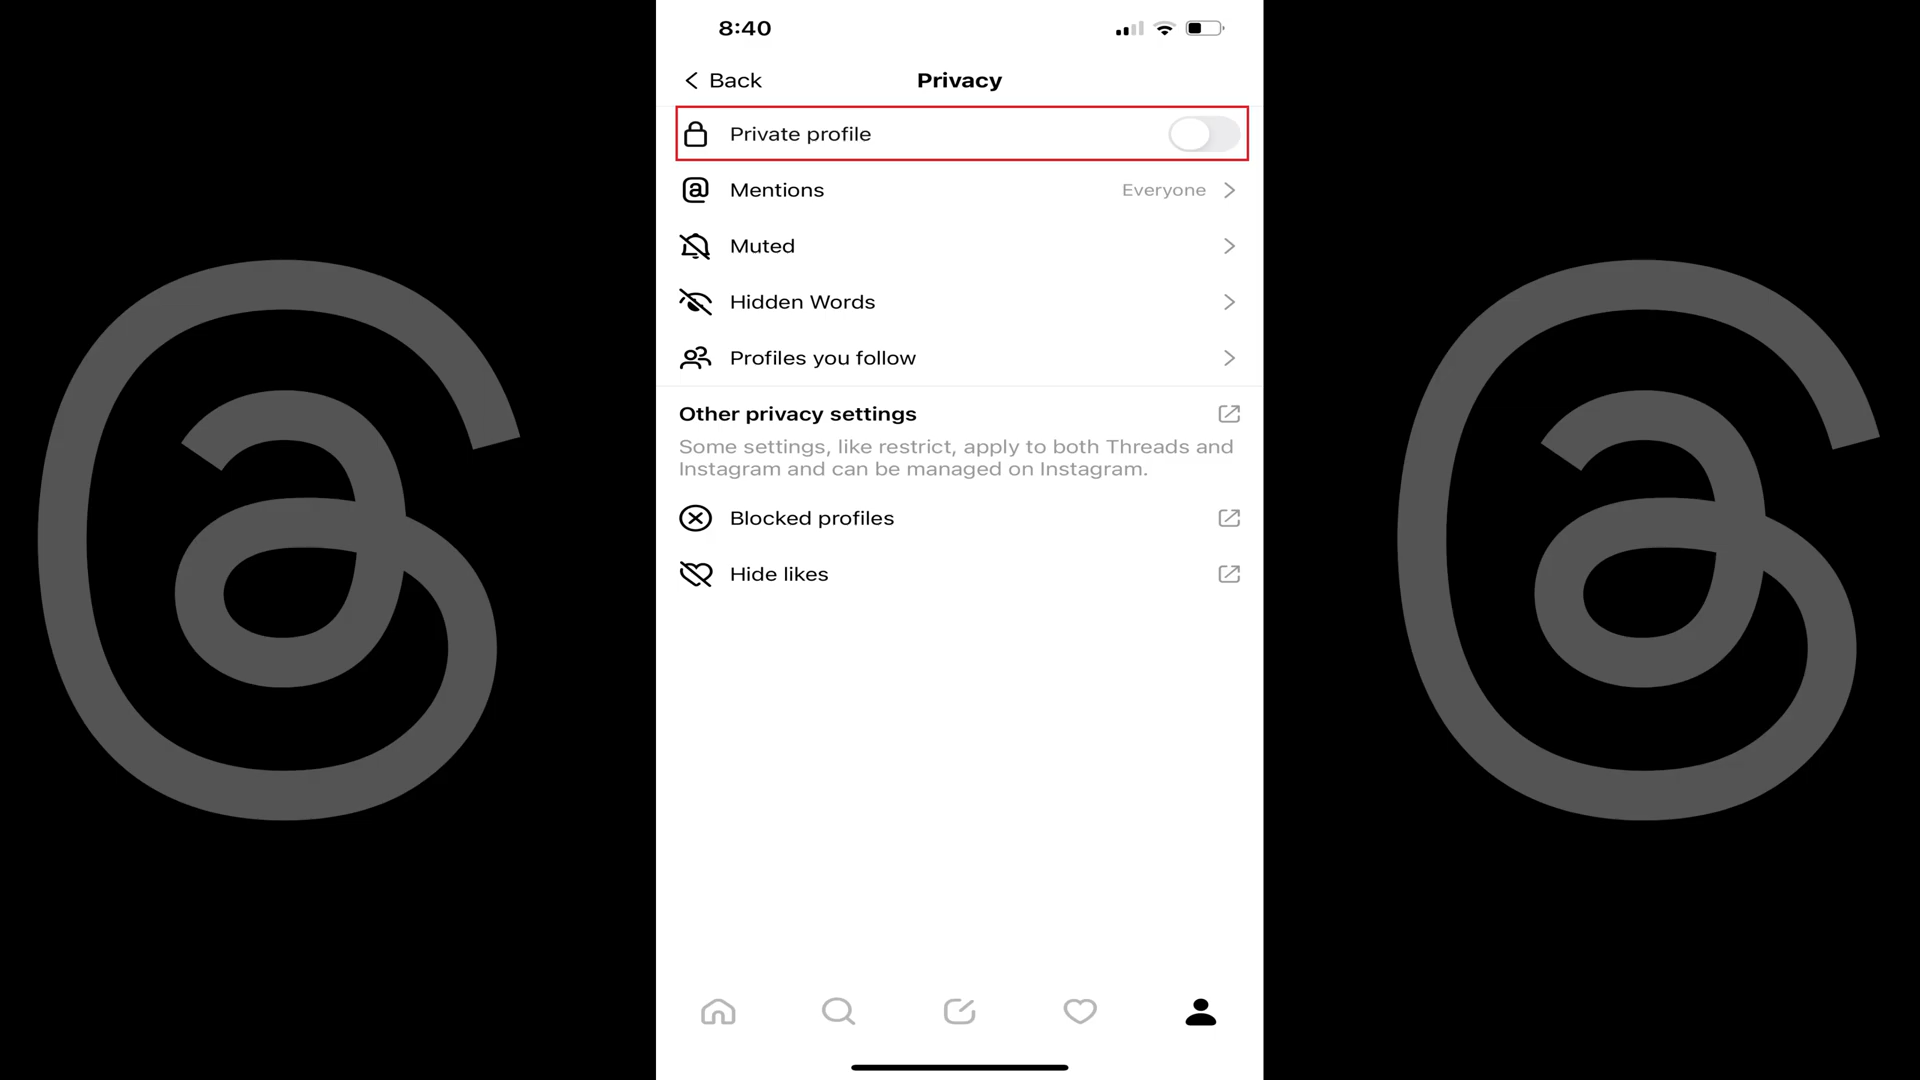 8:40
Back
Privacy
Private profile
Mentions
Everyone
Muted
Hidden Words
Profiles you follow
Other privacy settings
Some settings, like restrict, apply to both Threads and
Instagram and can be managed on Instagram.
Blocked profiles
Hide likes